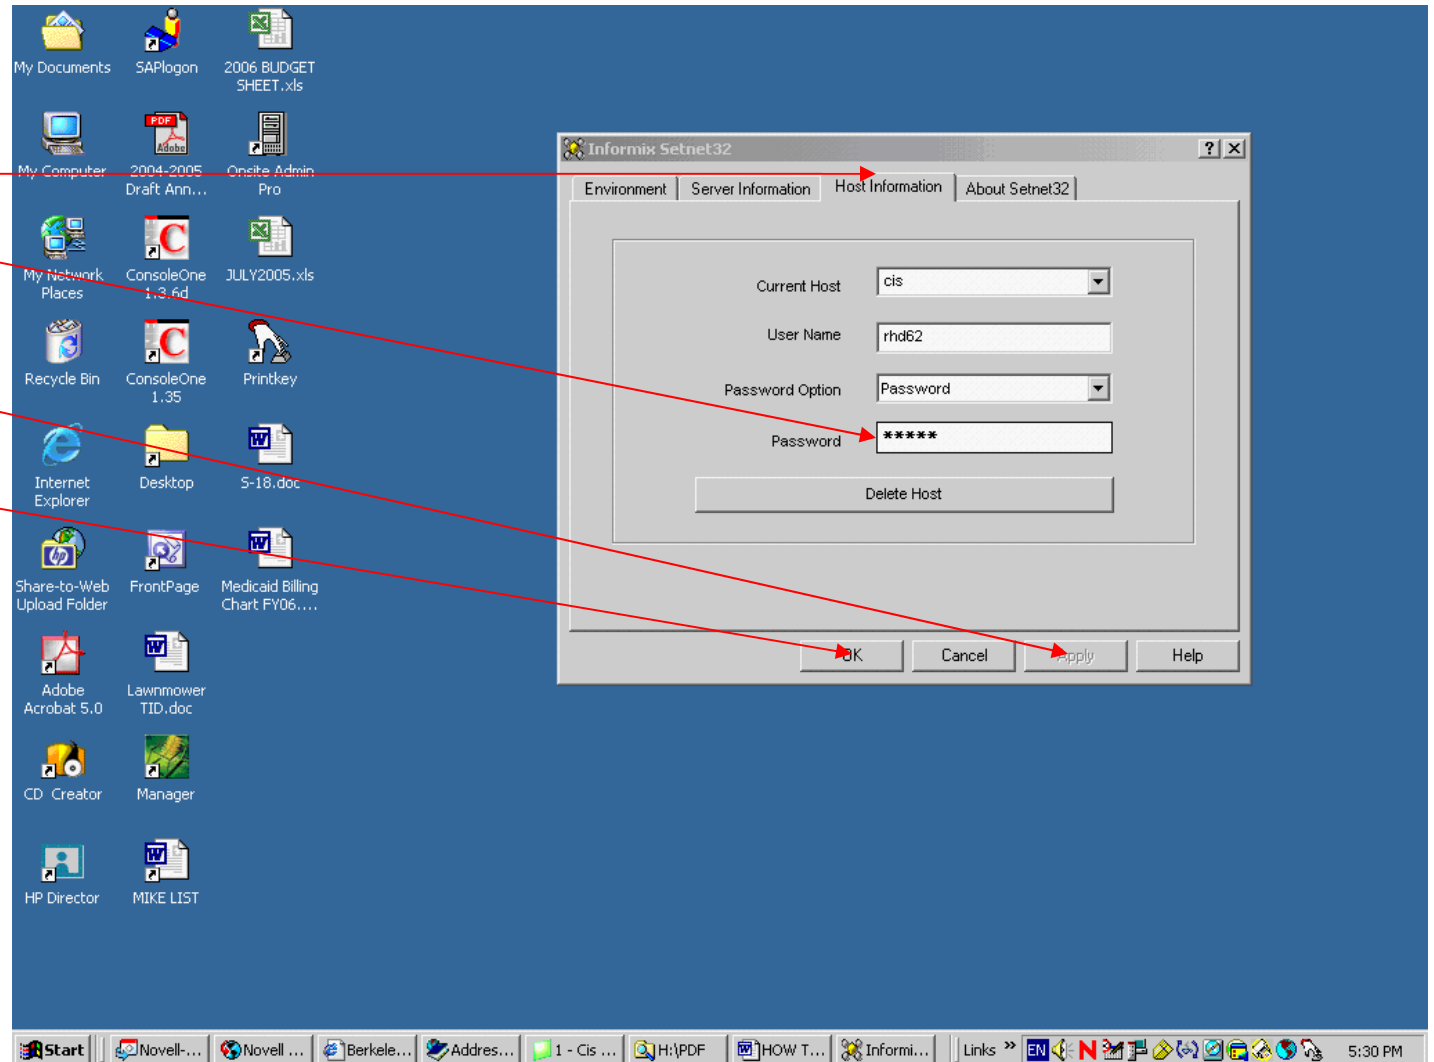 My Documents
SAPlogon
2006 BUDGET
SHEET.xls
My Computer
2004-2005
Draft Ann...
Onsite Admin
Pro
My Network
Places
ConsoleOne
1.3.6d
JULY2005.xls
Recycle Bin
ConsoleOne
1.35
Printkey
Internet
Explorer
Desktop
S-18.doc
Share-to-Web
Upload Folder
FrontPage
Medicaid Billing
Chart FY06....
Adobe
Acrobat 5.0
Lawnmower
TID.doc
CD Creator
Manager
HP Director
MIKE LIST
PDF
Adobe
Informix Setnet32
Environment
Server Information
Host Information
About Setnet32
Current Host
cis
User Name
rhd62
Password Option
Password
Password
*****
Delete Host
OK
Cancel
Apply
Help
Start
Novell-...
Novell ...
Berkele...
Addres...
1 - Cis ...
H:\PDF
HOW T...
Informi...
Links »
EN
5:30 PM